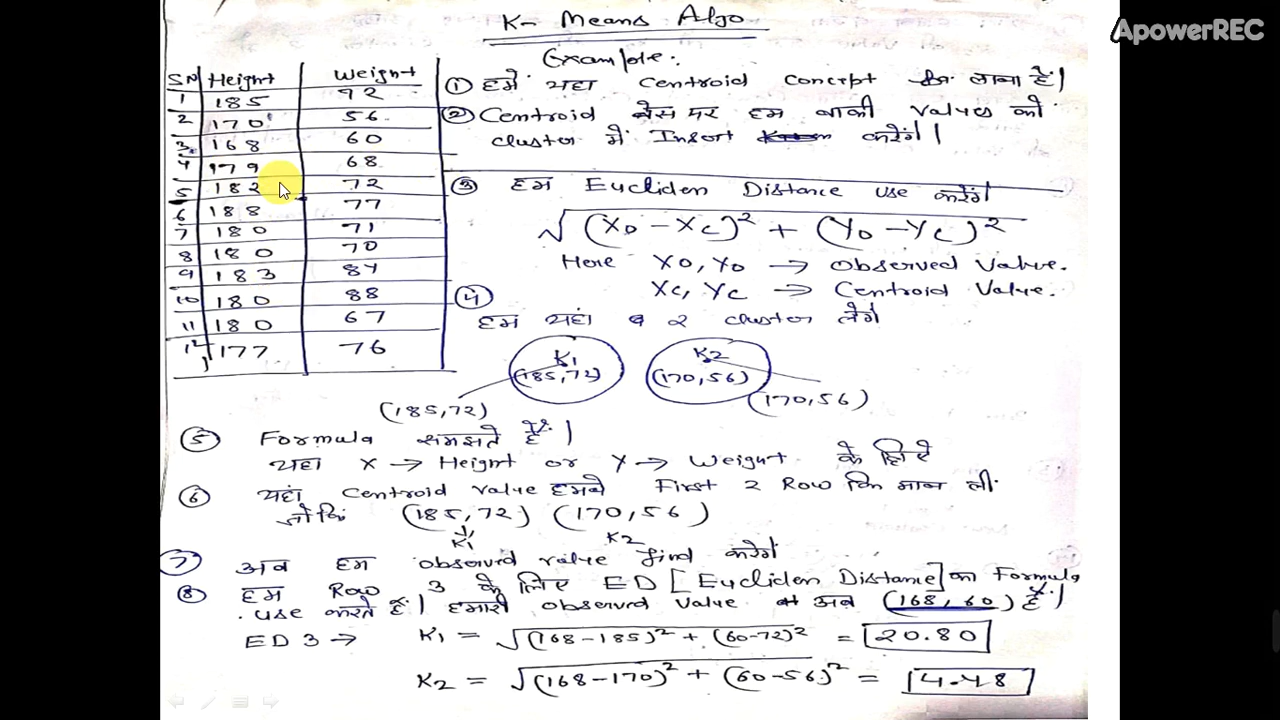 ApowerREC
K- Means Algo
Example.
SN Height Weight
1 185 92
2 170 56
3 168 60
4 179 68
5 182 72
6 188 77
7 180 71
8 180 70
9 183 84
10 180 88
11 180 67
12 177 76
① हमे यहा Centroid Concept लाना है।
② Centroid बेस पर हम बाकी values को
cluster में Insert करेंगे।
③ हम Eucliden Distance use करेंगे
√(X0 - Xc)² + (Y0 - Yc)²
Here X0, Y0 → Observed Value.
Xc, Yc → Centroid Value.
④
हम यहां 2 cluster लेंगे
K1 K2
(185,72) (170,56)
(185,72) (170,56)
⑤ Formula समझते है।
यहा X → Height or Y → Weight के लिऐ
⑥ यहां Centroid value हमने First 2 Row कि मान ली
जोकि (185,72) (170,56)
K1 K2
⑦ अब हम observed value find करेंगे
⑧ हम Row 3 के लिए ED [Eucliden Distance] का Formula
use करते है। हमारी observed value अब (168,60) है।
ED 3 → K1 = √(168-185)² + (60-72)² = 20.80
K2 = √(168-170)² + (60-56)² = 4.48